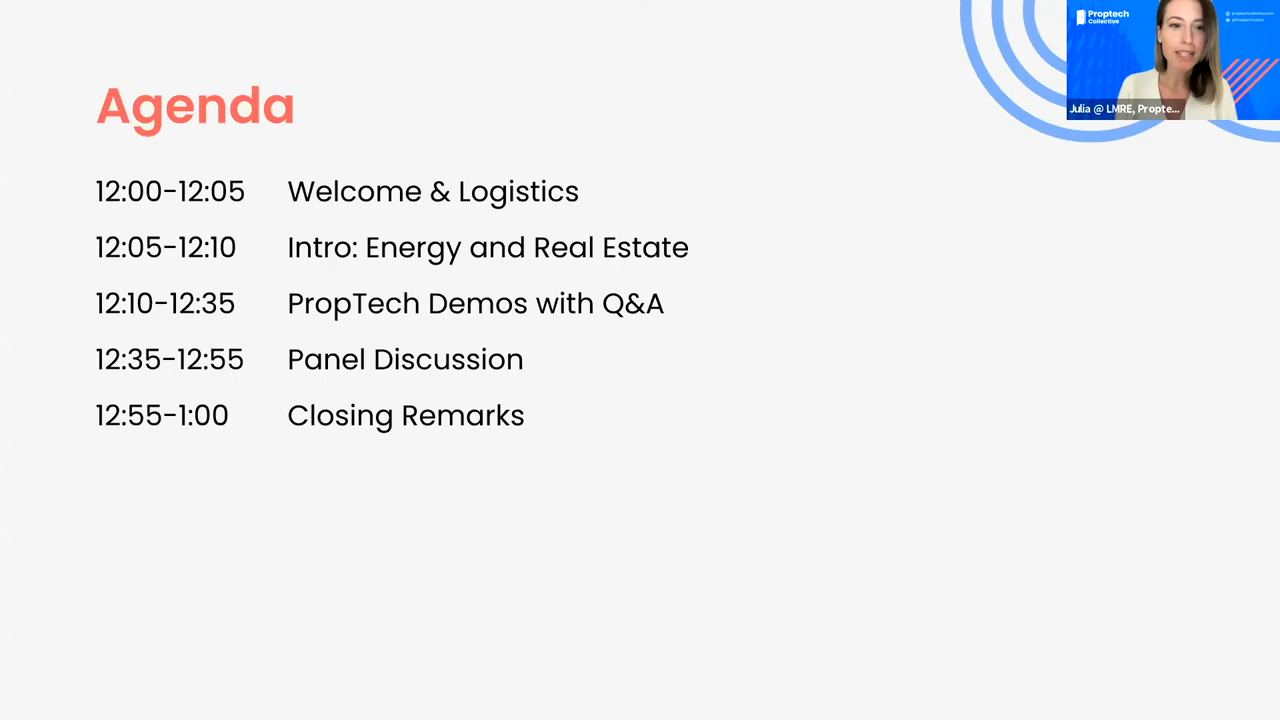 Agenda
12:00-12:05 Welcome & Logistics
12:05-12:10 Intro: Energy and Real Estate
12:10-12:35 PropTech Demos with Q&A
12:35-12:55 Panel Discussion
12:55-1:00 Closing Remarks
Proptech
Collective
Julia @ LMRE, Propte...